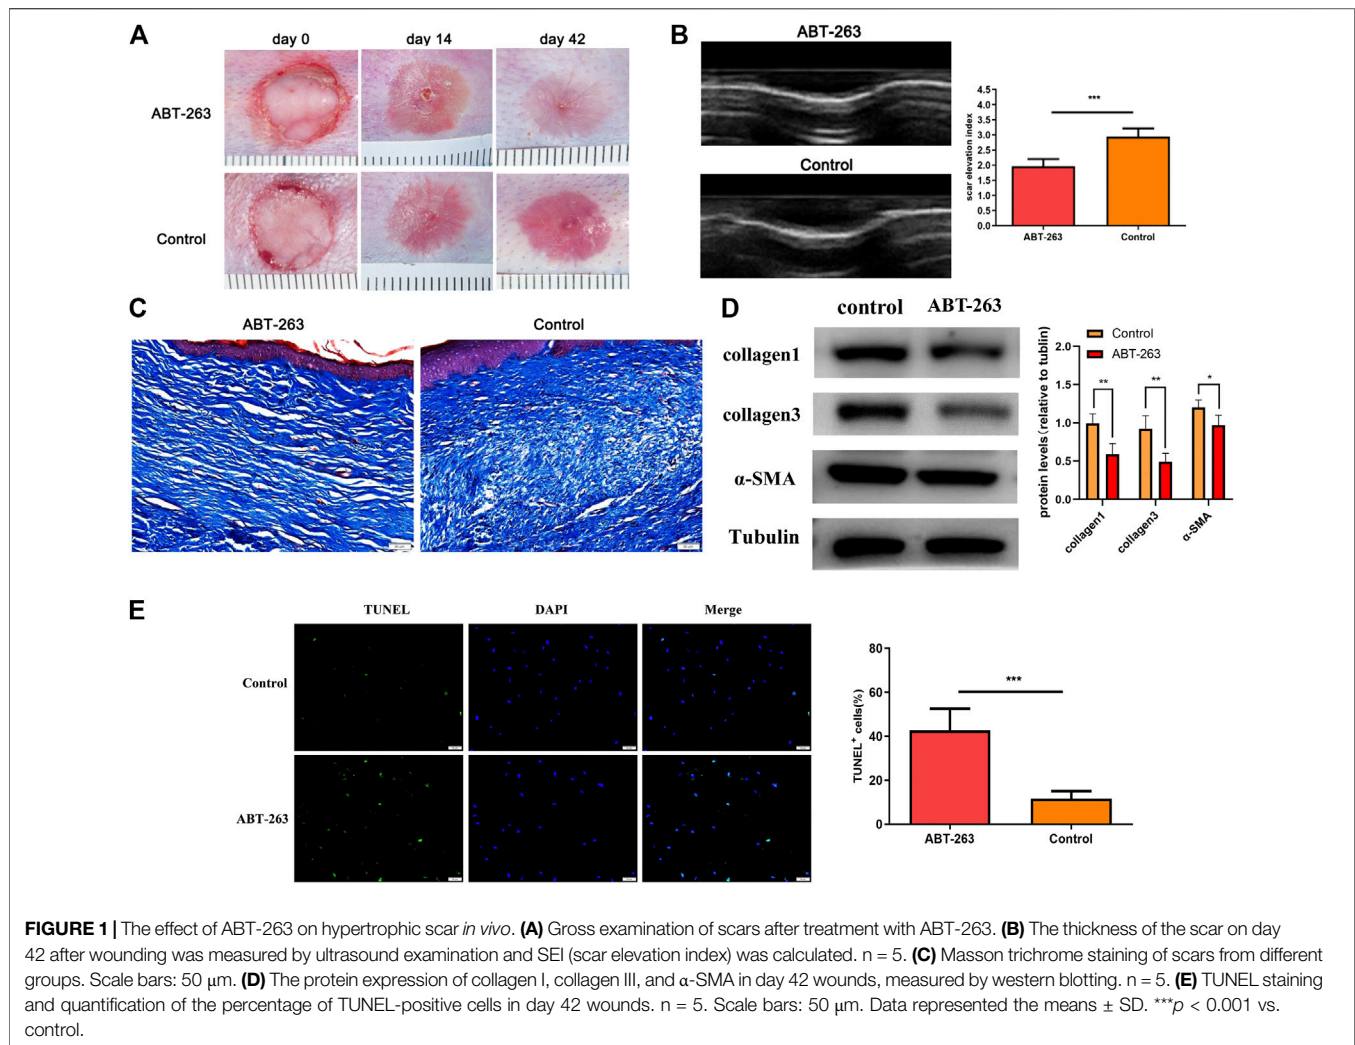 A
day 0
day 14
day 42
ABT-263
Control
B
ABT-263
Control
scar elevation index
4.5
4.0
3.5
3.0
2.5
2.0
1.5
1.0
0.5
0.0
***
ABT-263
Control
C
ABT-263
Control
D
control
ABT-263
collagen1
collagen3
α-SMA
Tubulin
Control
ABT-263
protein levels(relative to tublin)
2.0
1.5
1.0
0.5
0.0
**
**
*
collagen1
collagen3
α-SMA
E
TUNEL
DAPI
Merge
Control
ABT-263
TUNEL+ cells(%)
80
60
40
20
0
***
ABT-263
Control
FIGURE 1 | The effect of ABT-263 on hypertrophic scar in vivo. (A) Gross examination of scars after treatment with ABT-263. (B) The thickness of the scar on day
42 after wounding was measured by ultrasound examination and SEI (scar elevation index) was calculated. n = 5. (C) Masson trichrome staining of scars from different
groups. Scale bars: 50 μm. (D) The protein expression of collagen I, collagen III, and α-SMA in day 42 wounds, measured by western blotting. n = 5. (E) TUNEL staining
and quantification of the percentage of TUNEL-positive cells in day 42 wounds. n = 5. Scale bars: 50 μm. Data represented the means ± SD. ***p < 0.001 vs.
control.